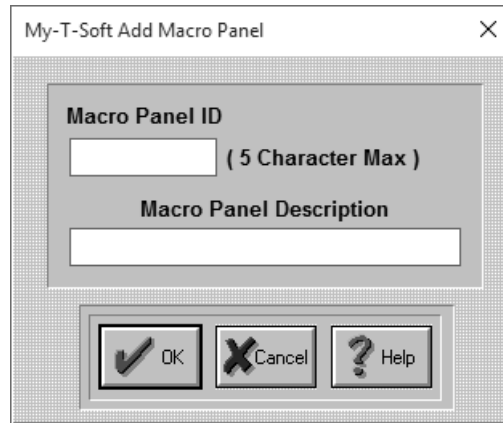 My-T-Soft Add Macro Panel
Macro Panel ID
( 5 Character Max )
Macro Panel Description
OK Cancel Help